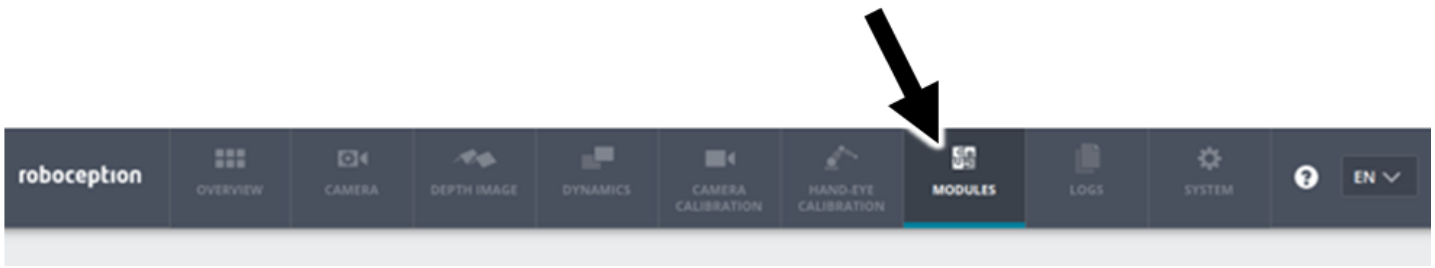 roboception
OVERVIEW
CAMERA
DEPTH IMAGE
DYNAMICS
CAMERA
CALIBRATION
HAND-EYE
CALIBRATION
MODULES
LOGS
SYSTEM
?
EN